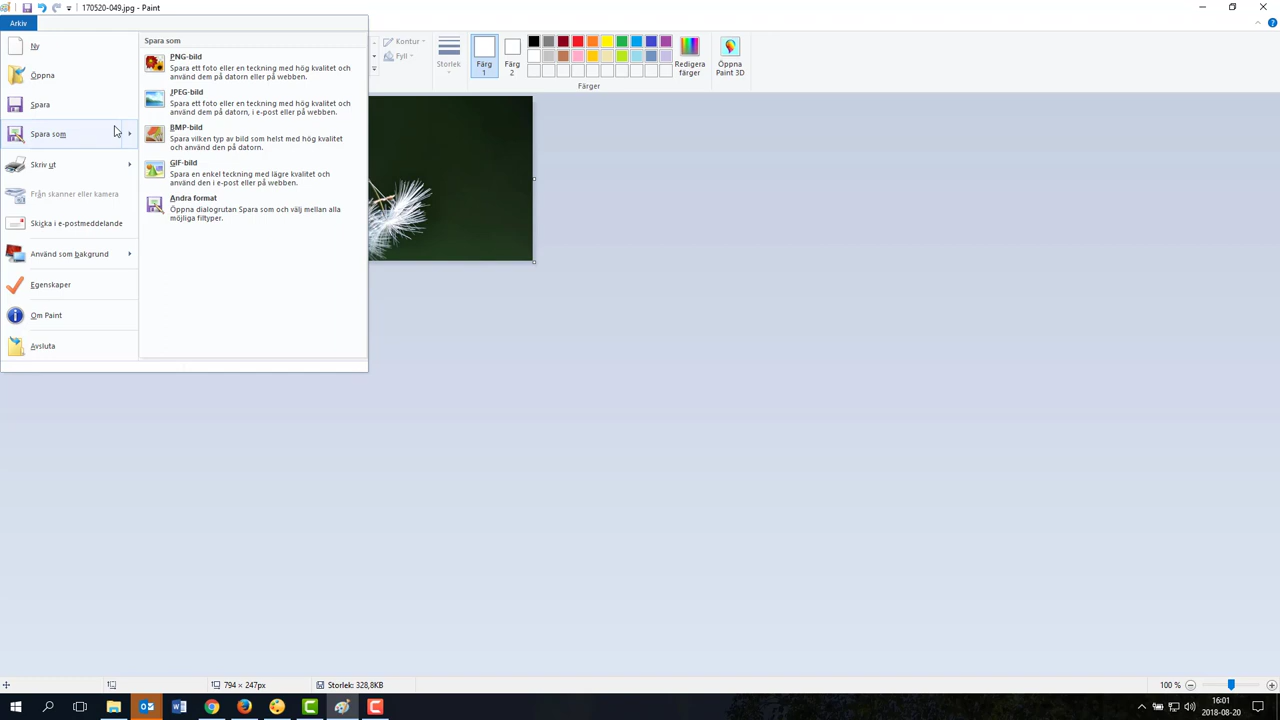 170520-049.jpg - Paint
Arkiv
Ny
Öppna
Spara
Spara som
Skriv ut
Från skanner eller kamera
Skicka i e-postmeddelande
Använd som bakgrund
Egenskaper
Om Paint
Avsluta
Spara som
PNG-bild
Spara ett foto eller en teckning med hög kvalitet och
använd dem på datorn eller på webben.
JPEG-bild
Spara ett foto eller en teckning med hög kvalitet och
använd dem på datorn, i e-post eller på webben.
BMP-bild
Spara vilken typ av bild som helst med hög kvalitet
och använd den på datorn.
GIF-bild
Spara en enkel teckning med lägre kvalitet och
använd den i e-post eller på webben.
Andra format
Öppna dialogrutan Spara som och välj mellan alla
möjliga filtyper.
Kontur
Fyll
Storlek
Färg
1
Färg
2
Redigera
färger
Öppna
Paint 3D
Färger
794 × 247px
Storlek: 328,8KB
100 %
16:01
2018-08-20